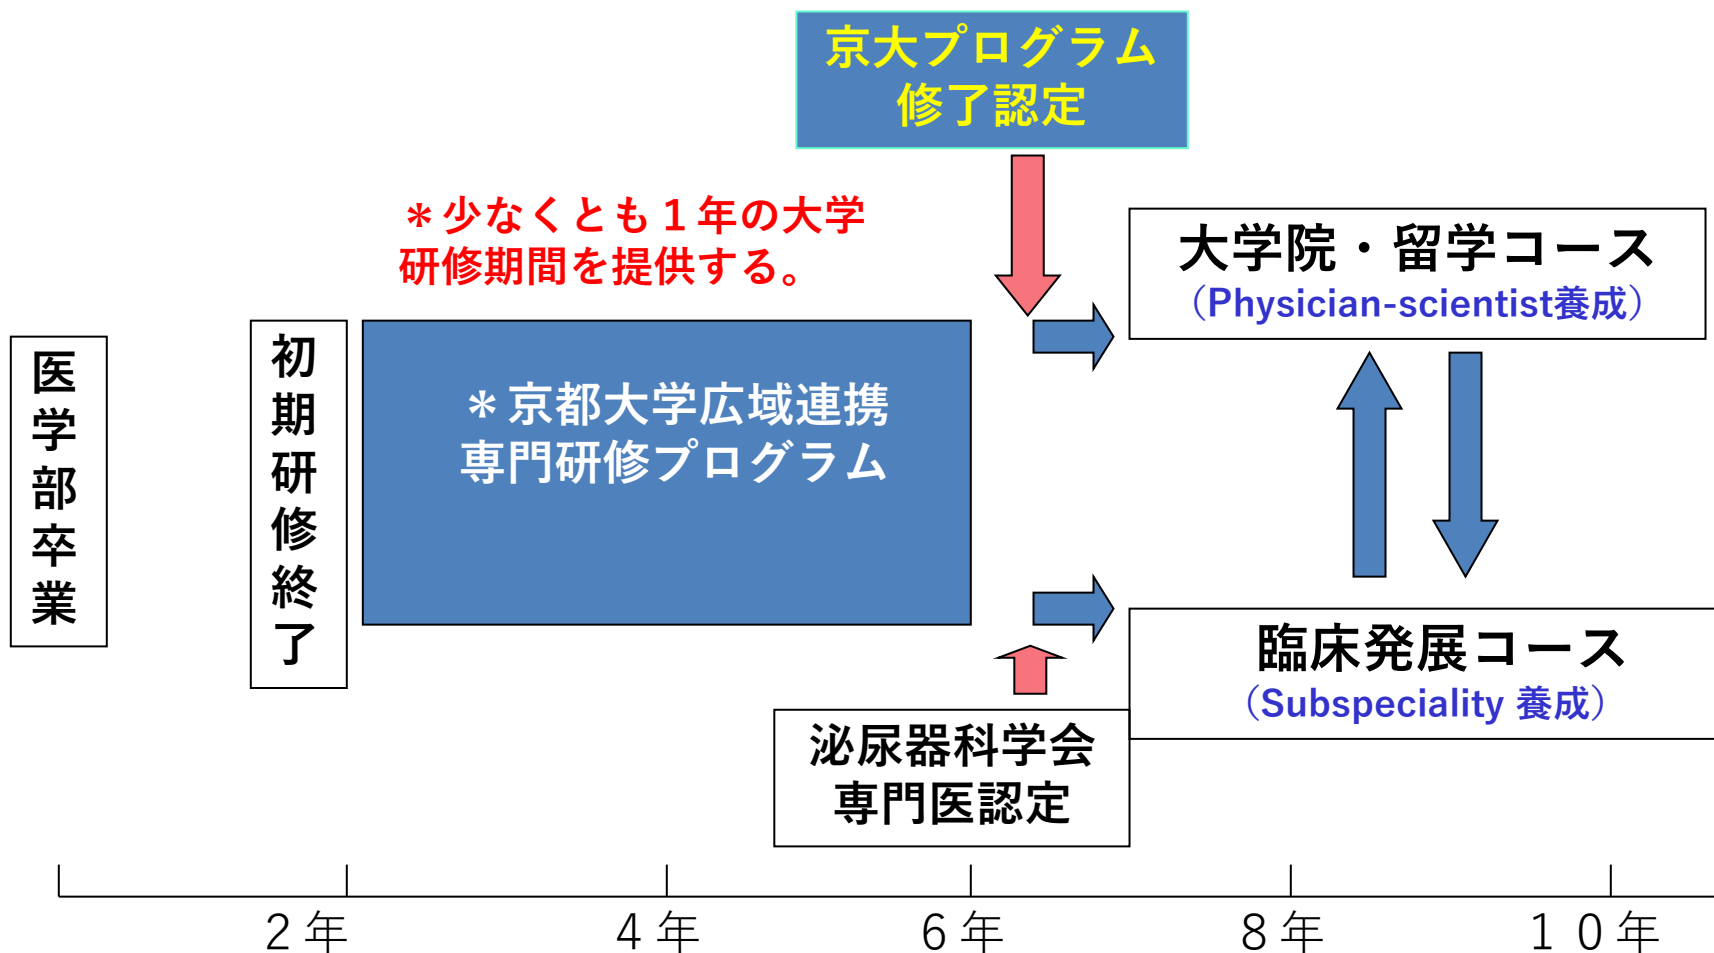 京大プログラム
修了認定
＊少なくとも１年の大学
研修期間を提供する。
大学院・留学コース
（Physician-scientist養成）
医学部卒業
初期研修終了
＊京都大学広域連携
専門研修プログラム
臨床発展コース
（Subspeciality 養成）
泌尿器科学会
専門医認定
２年
４年
６年
８年
１０年